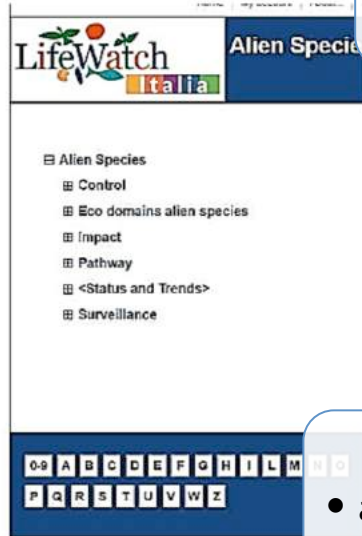 LifeWatch
Italia
Alien Specie
Alien Species
Control
Eco domains alien species
Impact
Pathway
<Status and Trends>
Surveillance
0-9 A B C D E F G H I L M N O
P Q R S T U V W Z
• a